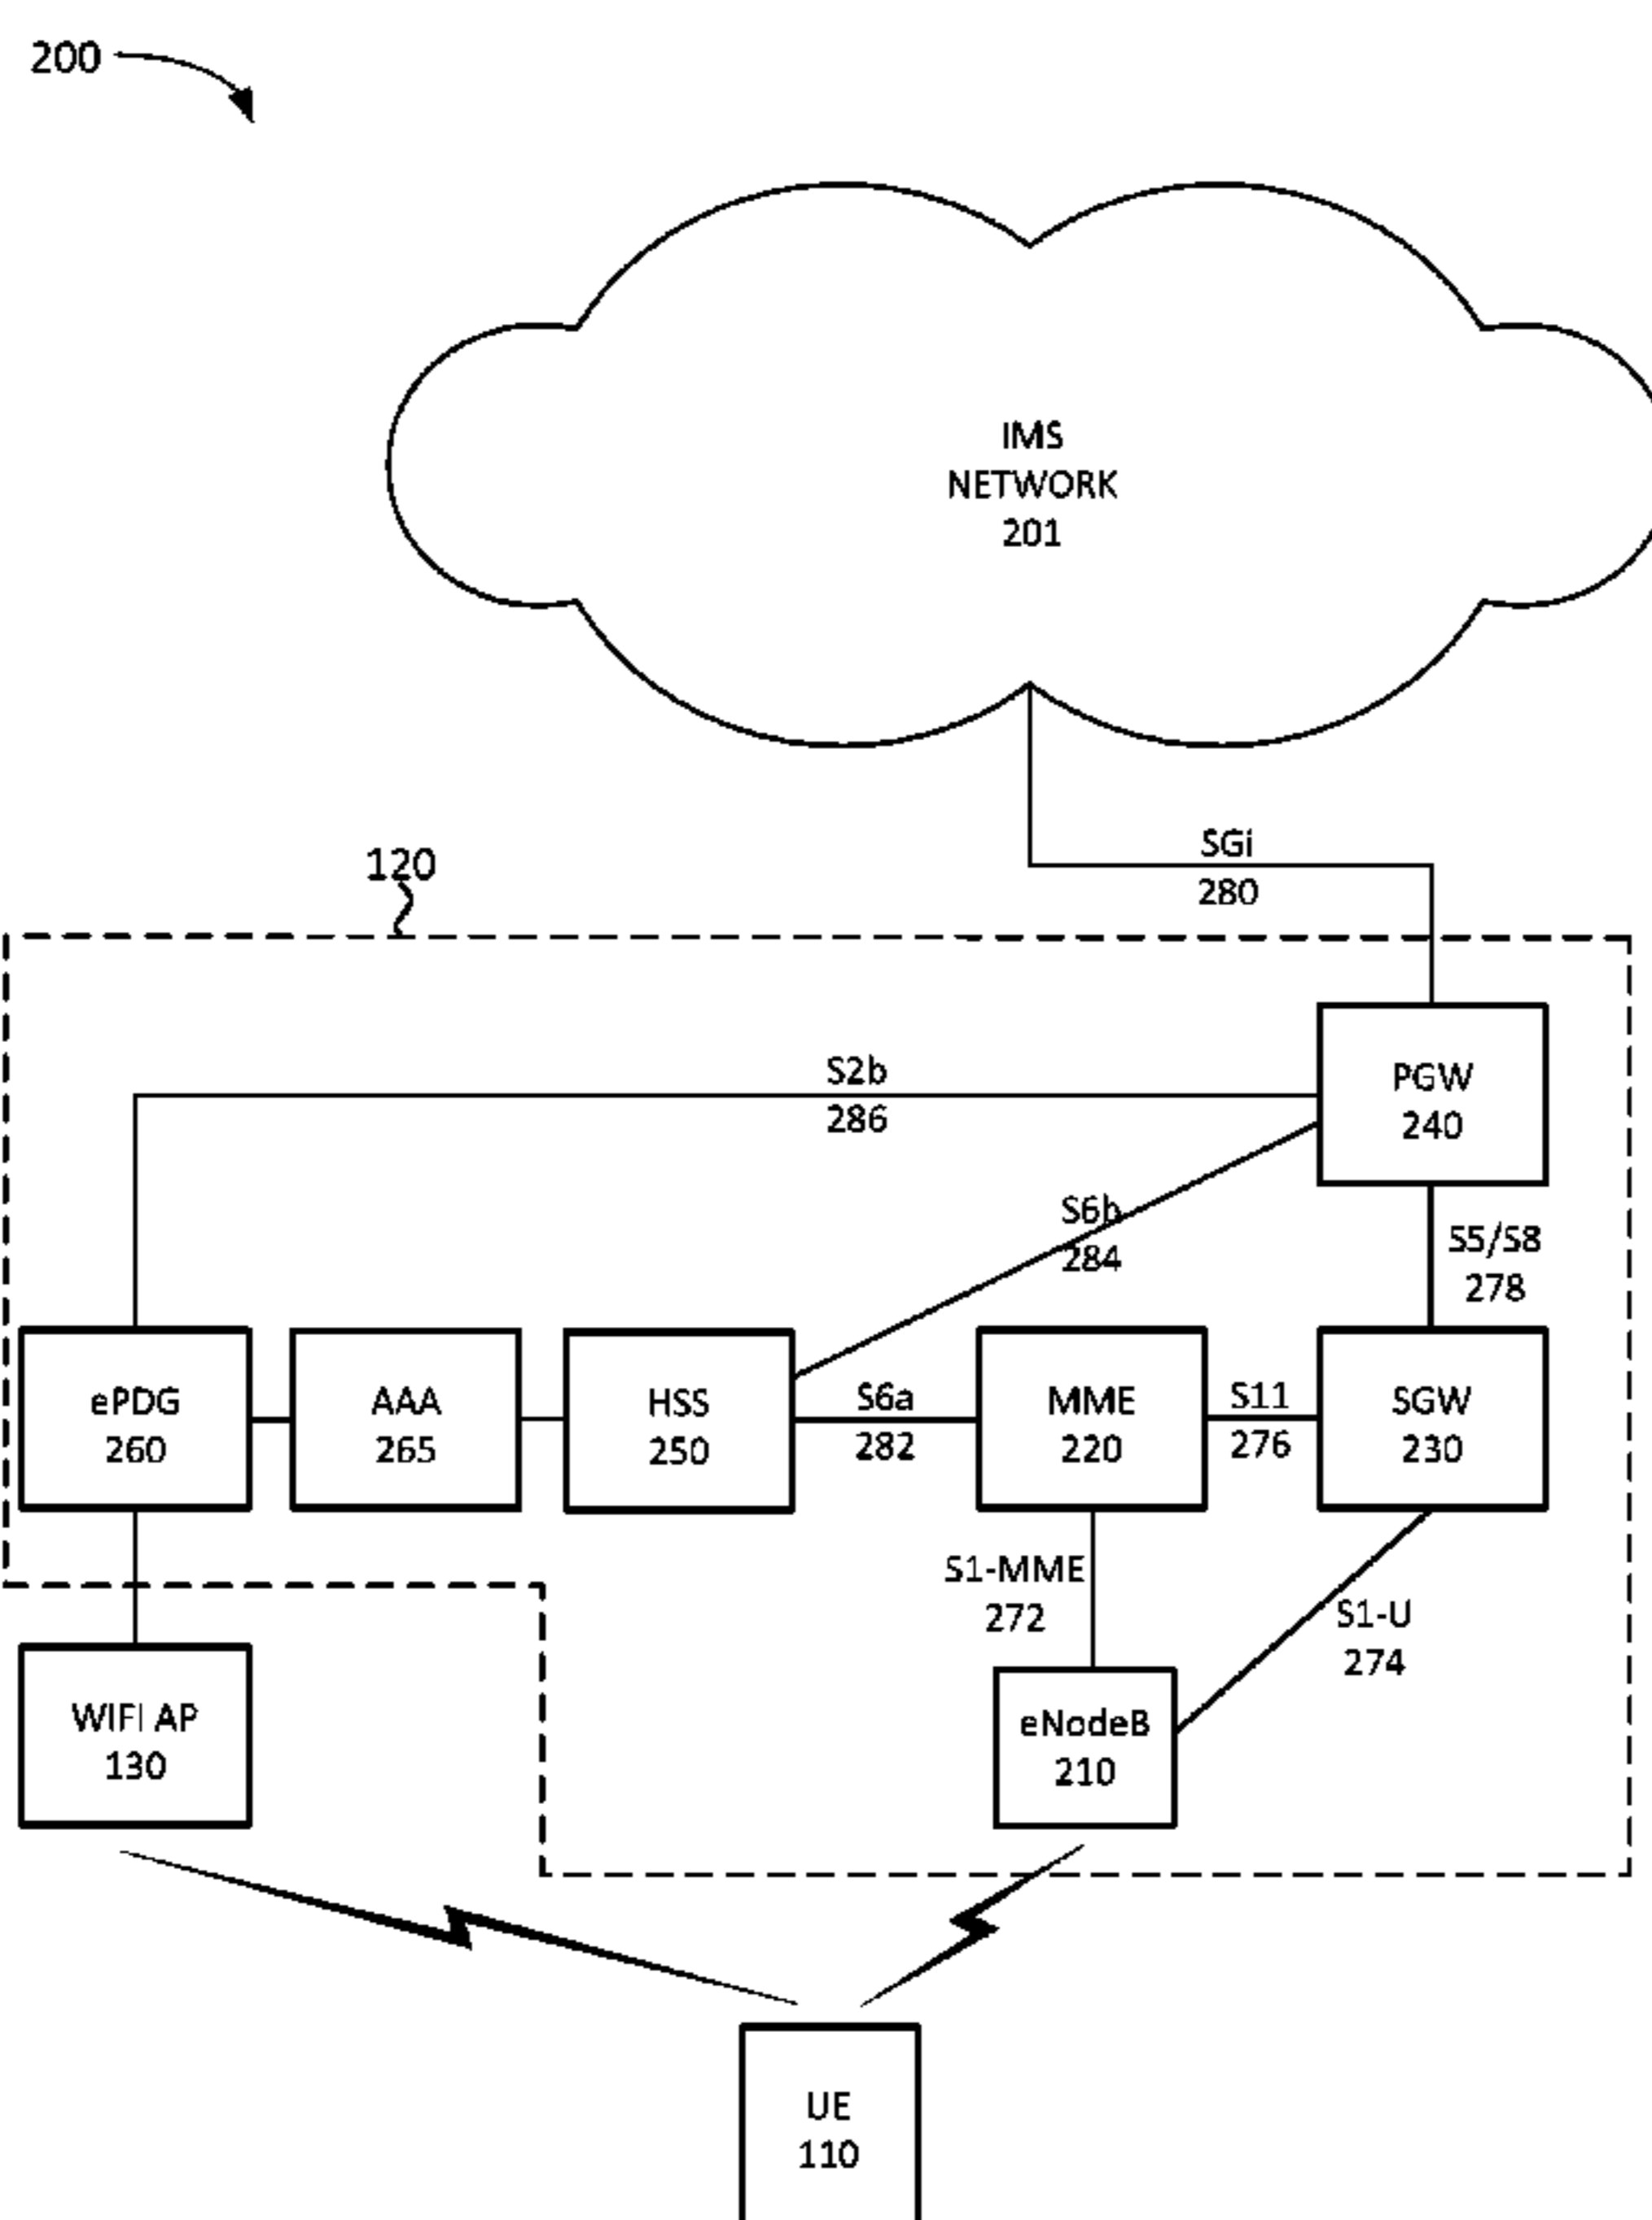 200
IMS
NETWORK
201
SGi
280
120
PGW
240
S2b
286
S6b
284
S5/S8
278
ePDG
260
AAA
265
HSS
250
S6a
282
MME
220
S11
276
SGW
230
S1-MME
272
S1-U
274
WIFI AP
130
eNodeB
210
UE
110